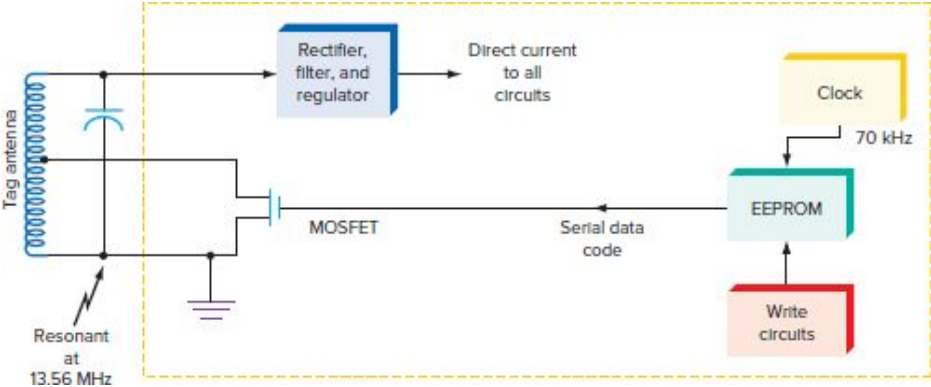 Tag antenna
Rectifier,
filter, and
regulator
Direct current
to all
circuits
Clock
70 kHz
EEPROM
MOSFET
Serial data
code
Write
circuits
Resonant
at
13.56 MHz